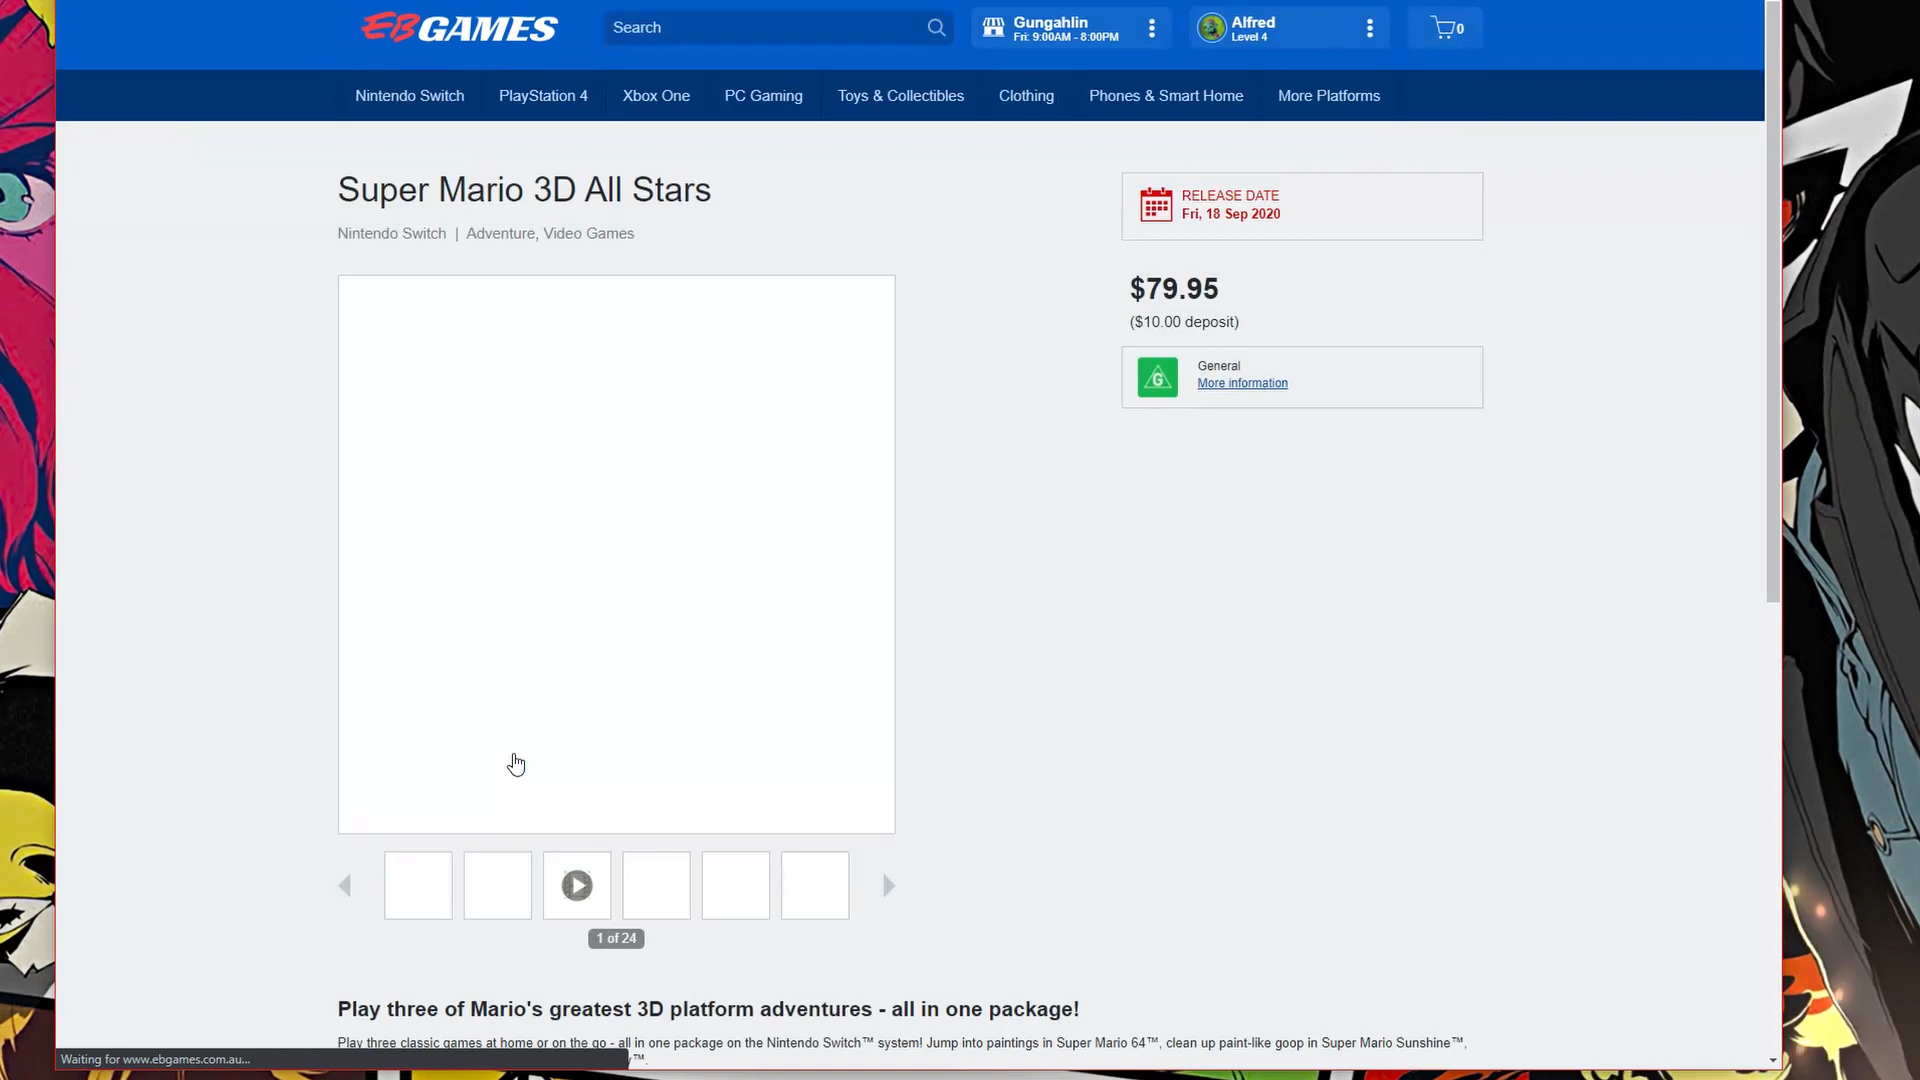 EB GAMES
Search
Gungahlin
Fri: 9:00AM - 8:00PM
Alfred
Level 4
0
Nintendo Switch
PlayStation 4
Xbox One
PC Gaming
Toys & Collectibles
Clothing
Phones & Smart Home
More Platforms
Super Mario 3D All Stars
Nintendo Switch | Adventure, Video Games
RELEASE DATE
Fri, 18 Sep 2020
$79.95
($10.00 deposit)
G
General
More information
1 of 24
Play three of Mario's greatest 3D platform adventures - all in one package!
Play three classic games at home or on the go - all in one package on the Nintendo Switch™ system! Jump into paintings in Super Mario 64™, clean up paint-like goop in Super Mario Sunshine™,
y™.
Waiting for www.ebgames.com.au...